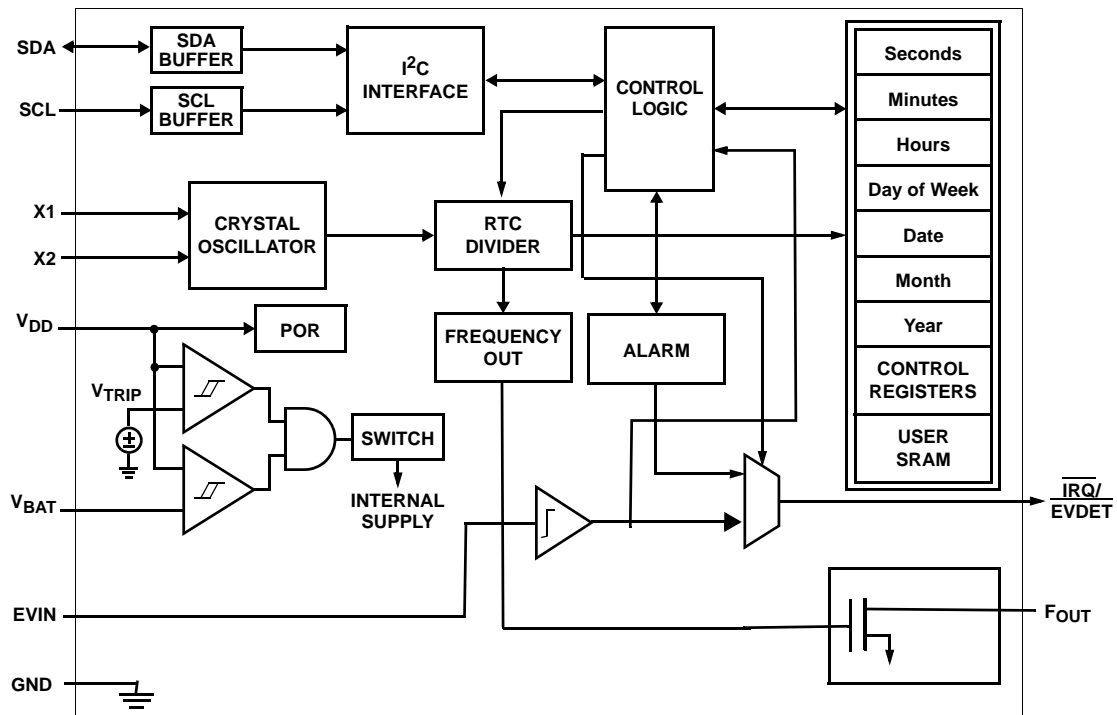 SDA
SDA
BUFFER
I²C
INTERFACE
CONTROL
LOGIC
SCL
SCL
BUFFER
X1
X2
CRYSTAL
OSCILLATOR
RTC
DIVIDER
Seconds
Minutes
Hours
Day of Week
Date
Month
Year
CONTROL
REGISTERS
USER
SRAM
VDD
POR
FREQUENCY
OUT
ALARM
VTRIP
SWITCH
INTERNAL
SUPPLY
VBAT
IRQ/
EVDET
EVIN
FOUT
GND